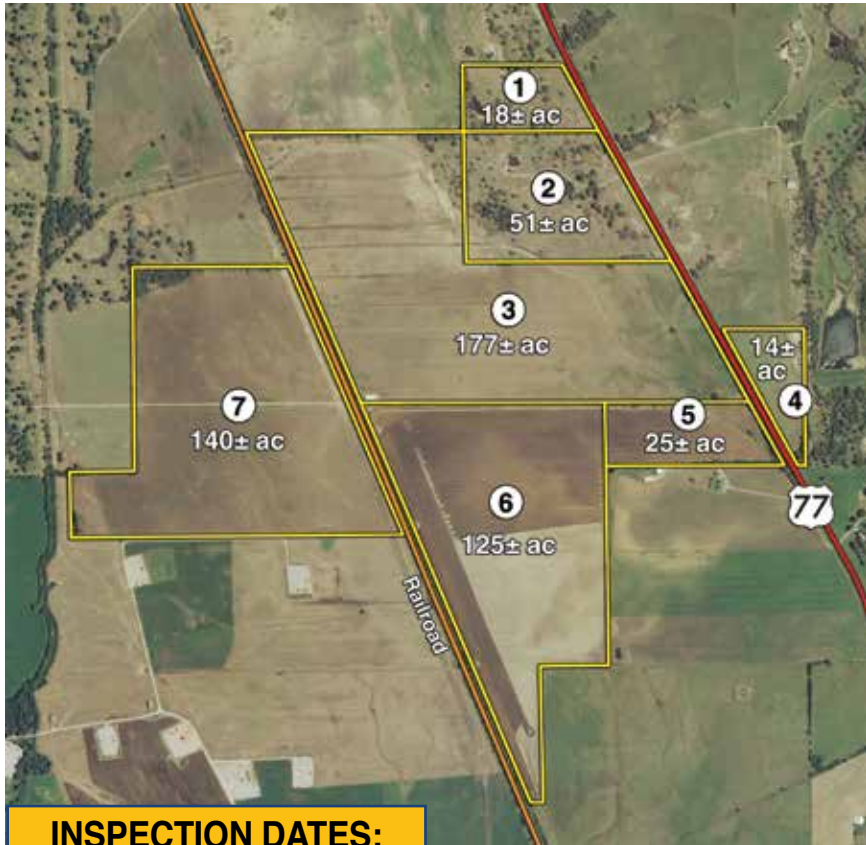 1
18± ac
2
51± ac
3
177± ac
14±
ac
4
5
25± ac
7
140± ac
6
125± ac
77
Railroad
INSPECTION DATES: